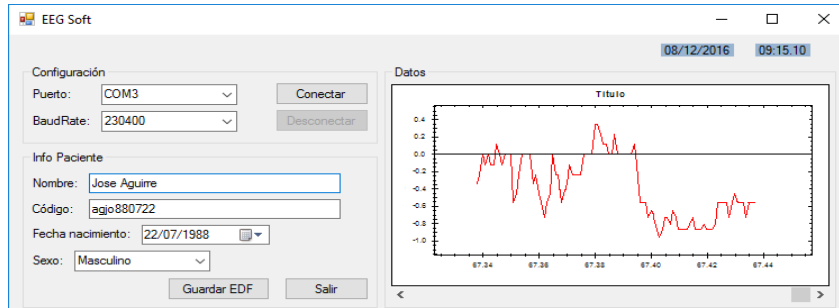 EEG Soft
08/12/2016 09:15.10
Configuración
Puerto: COM3 Conectar
BaudRate: 230400 Desconectar
Info Paciente
Nombre: Jose Aguirre
Código: agjo880722
Fecha nacimiento: 22/07/1988
Sexo: Masculino
Guardar EDF Salir
Datos
Titulo
0.4
0.2
0.0
-0.2
-0.4
-0.6
-0.8
-1.0
67.34 67.36 67.38 67.40 67.42 67.44